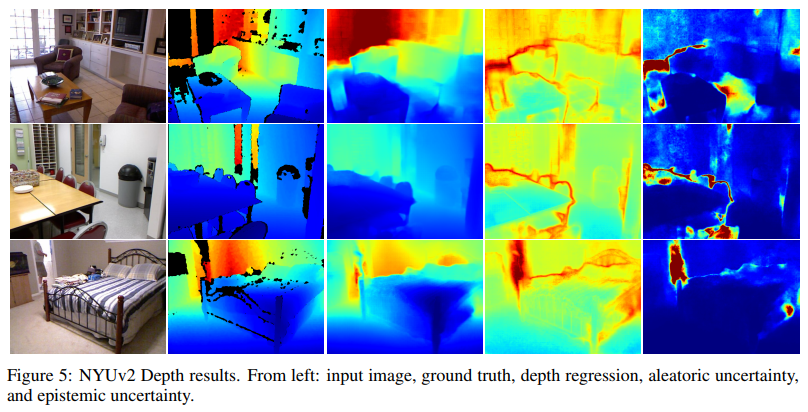 Figure 5: NYUv2 Depth results. From left: input image, ground truth, depth regression, aleatoric uncertainty,
and epistemic uncertainty.